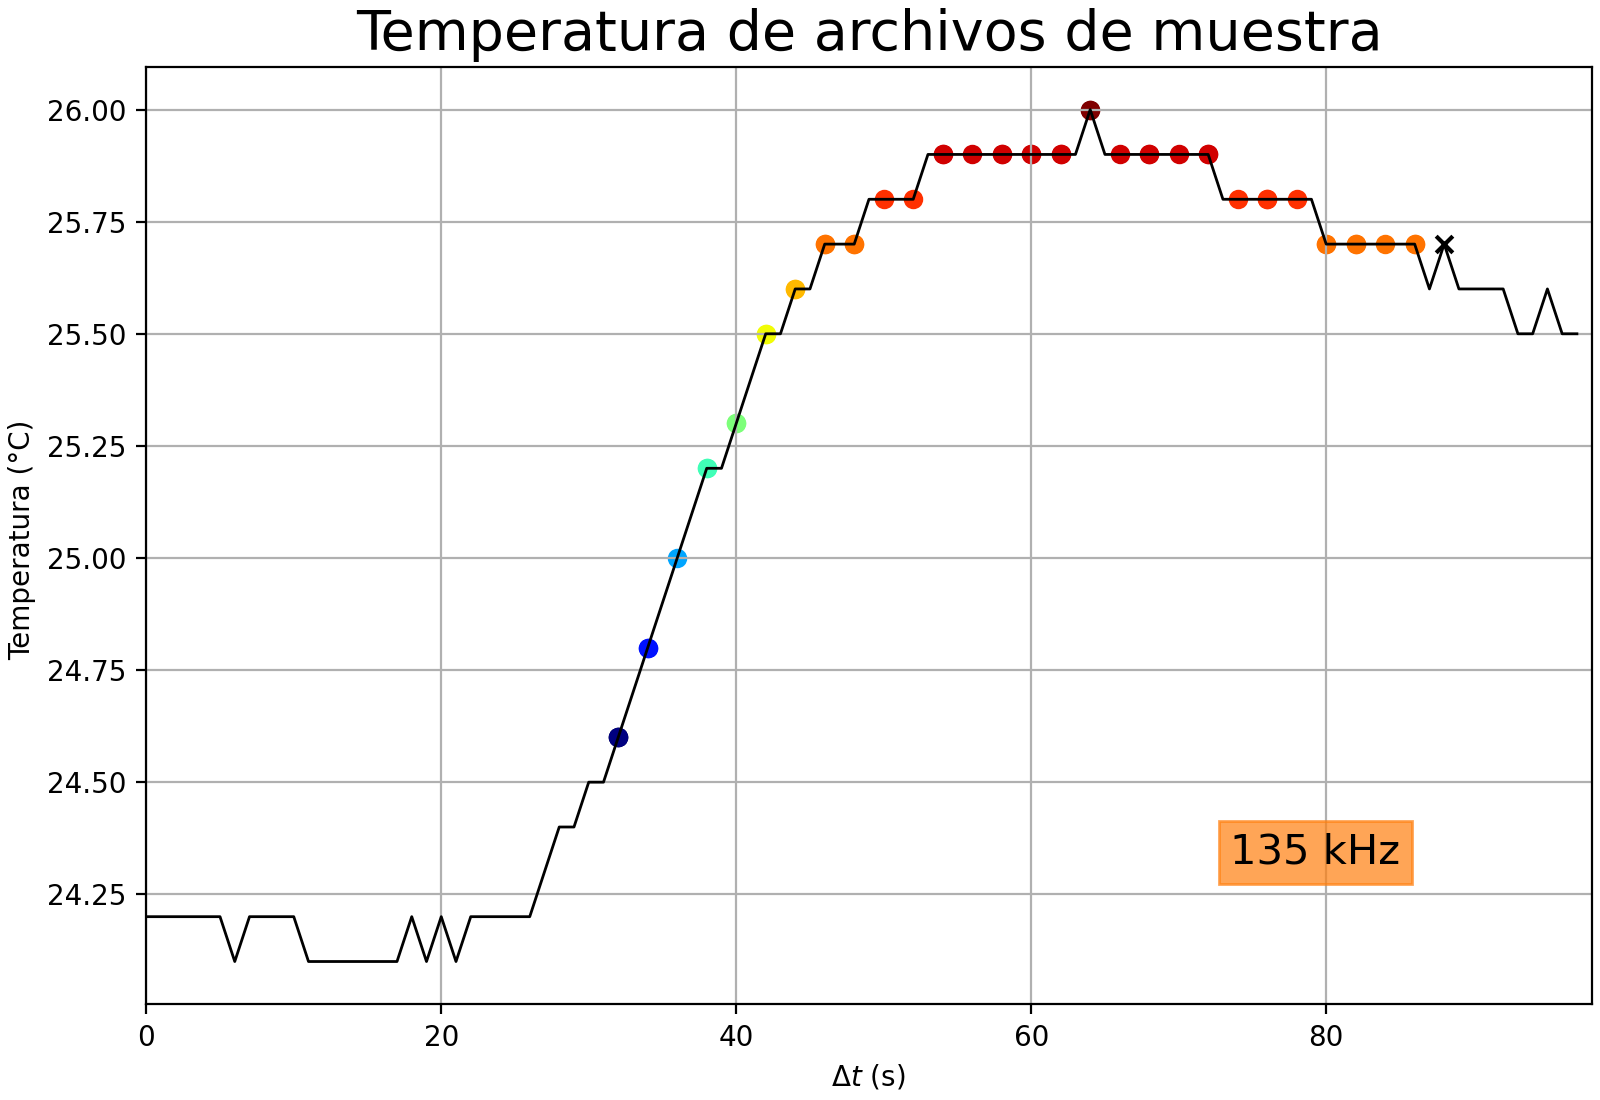 Temperatura de archivos de muestra
Temperatura (°C)
26.00
25.75
25.50
25.25
25.00
24.75
24.50
24.25
135 kHz
0 20 40 60 80
Δt (s)